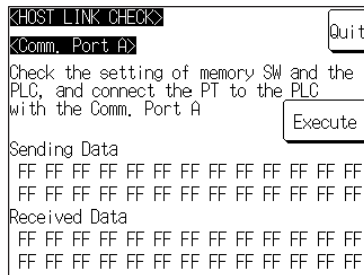 <HOST LINK CHECK>
Quit
<Comm. Port A>
Check the setting of memory SW and the
PLC, and connect the PT to the PLC
with the Comm. Port A
Execute
Sending Data
FF FF FF FF FF FF FF FF FF FF FF FF
FF FF FF FF FF FF FF FF FF FF FF FF
Received Data
FF FF FF FF FF FF FF FF FF FF FF FF
FF FF FF FF FF FF FF FF FF FF FF FF